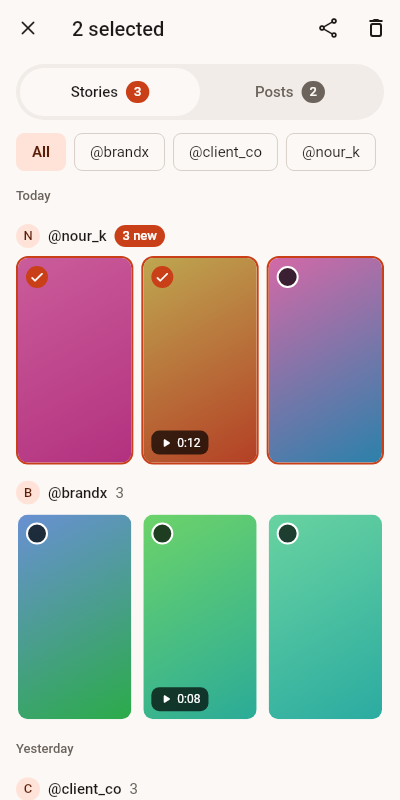 2 selected
Stories 3
Posts 2
All
@brandx
@client_co
@nour_k
Today
N @nour_k 3 new
0:12
B @brandx 3
0:08
Yesterday
C @client_co 3